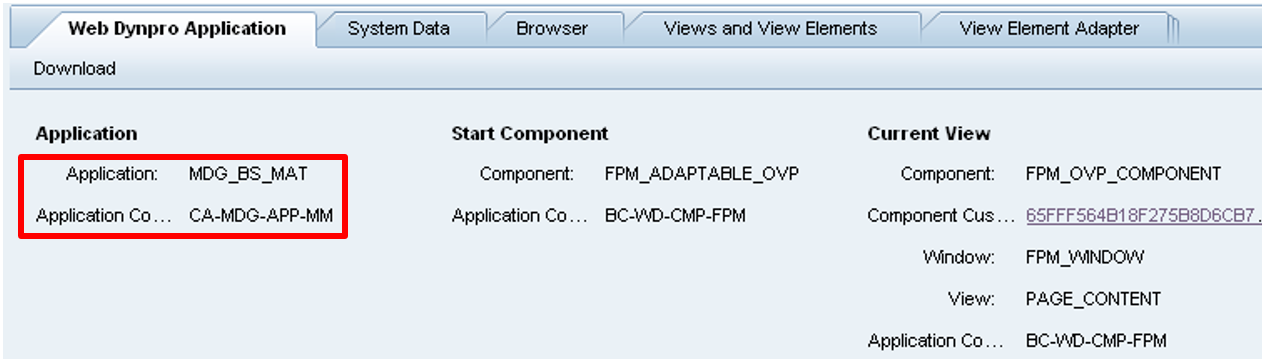 Web Dynpro Application System Data Browser Views and View Elements View Element Adapter
Download
Application Start Component Current View
Application: MDG_BS_MAT Component: FPM_ADAPTABLE_OVP Component: FPM_OVP_COMPONENT
Application Co... CA-MDG-APP-MM Application Co... BC-WD-CMP-FPM Component Cus... 65FFF564B18F275B8D6CB7.
Window: FPM_WINDOW
View: PAGE_CONTENT
Application Co... BC-WD-CMP-FPM